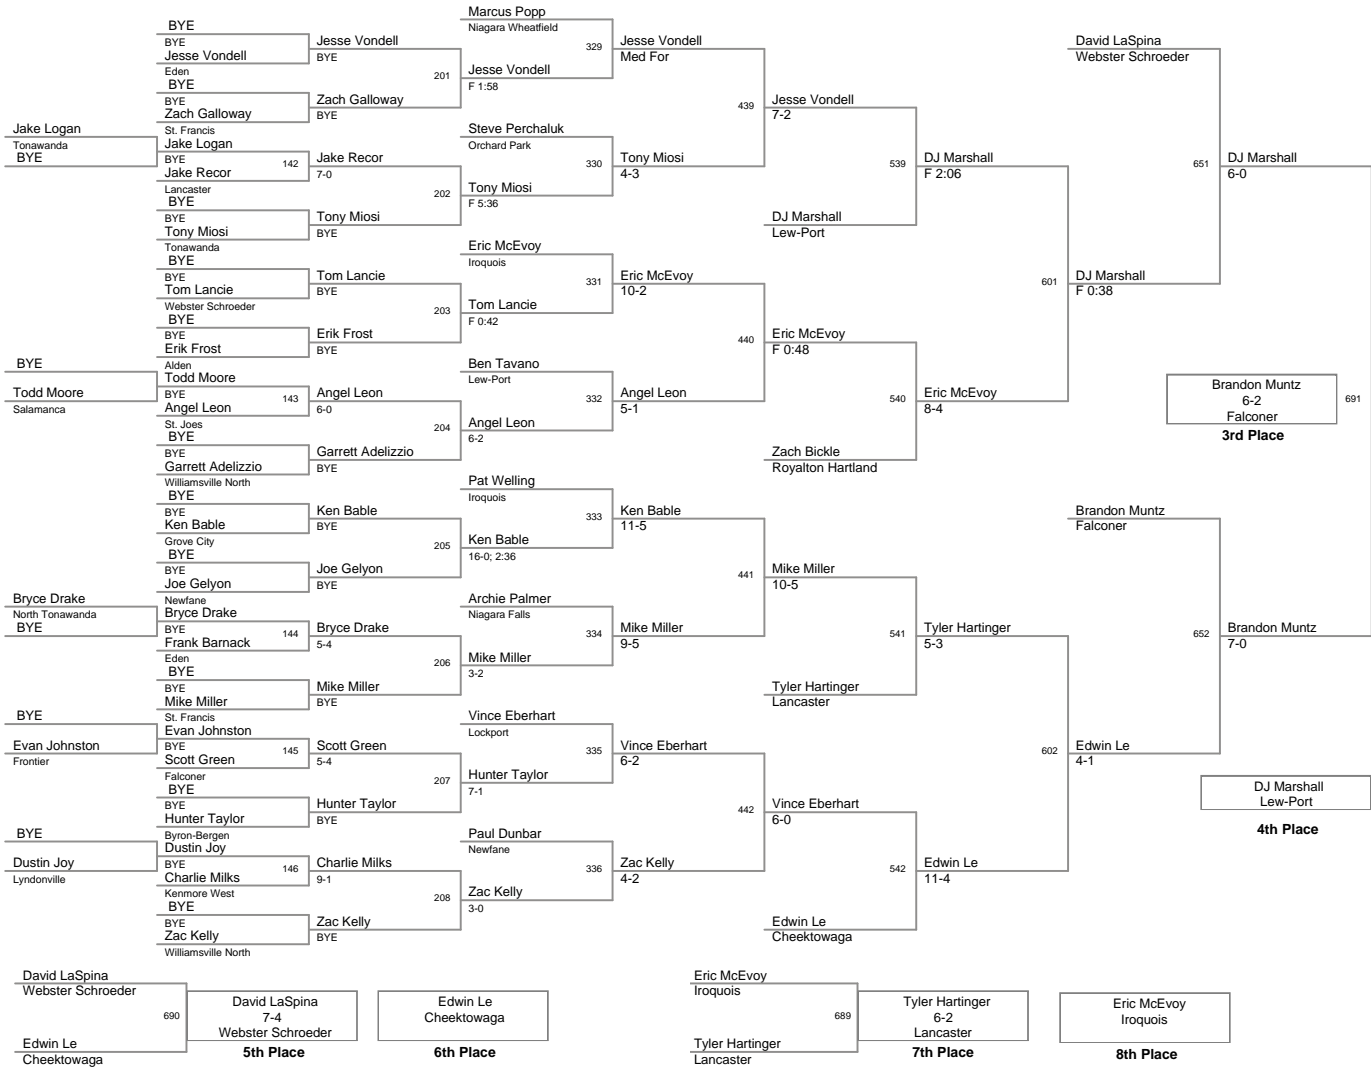 Jake Logan
Tonawanda
BYE
BYE
Todd Moore
Salamanca
Bryce Drake
North Tonawanda
BYE
BYE
Evan Johnston
Frontier
BYE
Dustin Joy
Lyndonville
BYE
BYE
Jesse Vondell
Eden
BYE
BYE
Zach Galloway
St. Francis
Jake Logan
BYE
142
Jake Recor
Lancaster
BYE
BYE
Tony Miosi
Tonawanda
BYE
BYE
Tom Lancie
Webster Schroeder
BYE
BYE
Erik Frost
Alden
Todd Moore
BYE
143
Angel Leon
St. Joes
BYE
BYE
Garrett Adelizzio
Williamsville North
BYE
BYE
Ken Bable
Grove City
BYE
BYE
Joe Gelyon
Newfane
Bryce Drake
BYE
144
Frank Barnack
Eden
BYE
BYE
Mike Miller
St. Francis
Evan Johnston
BYE
145
Scott Green
Falconer
BYE
BYE
Hunter Taylor
Byron-Bergen
Dustin Joy
BYE
146
Charlie Milks
Kenmore West
BYE
BYE
Zac Kelly
Williamsville North
Jesse Vondell
BYE
201
Zach Galloway
BYE
Jake Recor
7-0
202
Tony Miosi
BYE
Tom Lancie
BYE
203
Erik Frost
BYE
Angel Leon
6-0
204
Garrett Adelizzio
BYE
Ken Bable
BYE
205
Joe Gelyon
BYE
Bryce Drake
5-4
206
Mike Miller
BYE
Scott Green
5-4
207
Hunter Taylor
BYE
Charlie Milks
9-1
208
Zac Kelly
BYE
Marcus Popp
Niagara Wheatfield
329
Jesse Vondell
F 1:58
Steve Perchaluk
Orchard Park
330
Tony Miosi
F 5:36
Eric McEvoy
Iroquois
331
Tom Lancie
F 0:42
Ben Tavano
Lew-Port
332
Angel Leon
6-2
Pat Welling
Iroquois
333
Ken Bable
16-0; 2:36
Archie Palmer
Niagara Falls
334
Mike Miller
3-2
Vince Eberhart
Lockport
335
Hunter Taylor
7-1
Paul Dunbar
Newfane
336
Zac Kelly
3-0
Jesse Vondell
Med For
439
Tony Miosi
4-3
Eric McEvoy
10-2
440
Angel Leon
5-1
Ken Bable
11-5
441
Mike Miller
9-5
Vince Eberhart
6-2
442
Zac Kelly
4-2
Jesse Vondell
7-2
539
DJ Marshall
Lew-Port
Eric McEvoy
F 0:48
540
Zach Bickle
Royalton Hartland
Mike Miller
10-5
541
Tyler Hartinger
Lancaster
Vince Eberhart
6-0
542
Edwin Le
Cheektowaga
DJ Marshall
F 2:06
601
Eric McEvoy
8-4
Tyler Hartinger
5-3
602
Edwin Le
11-4
David LaSpina
Webster Schroeder
651
DJ Marshall
F 0:38
Brandon Muntz
Falconer
652
Edwin Le
4-1
DJ Marshall
6-0
Brandon Muntz
6-2
Falconer
691
3rd Place
Brandon Muntz
7-0
DJ Marshall
Lew-Port
4th Place
David LaSpina
Webster Schroeder
690
Edwin Le
Cheektowaga
David LaSpina
7-4
Webster Schroeder
5th Place
Edwin Le
Cheektowaga
6th Place
Eric McEvoy
Iroquois
689
Tyler Hartinger
Lancaster
Tyler Hartinger
6-2
Lancaster
7th Place
Eric McEvoy
Iroquois
8th Place